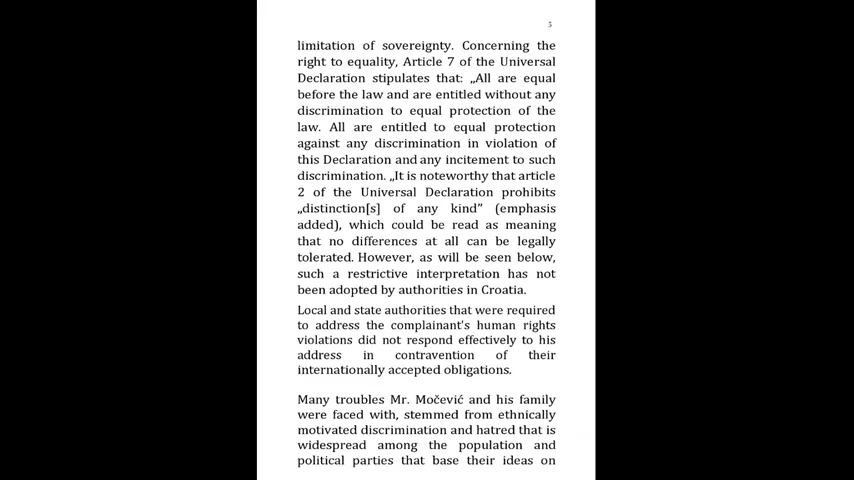 5
limitation of sovereignty. Concerning the
right to equality, Article 7 of the Universal
Declaration stipulates that: „All are equal
before the law and are entitled without any
discrimination to equal protection of the
law. All are entitled to equal protection
against any discrimination in violation of
this Declaration and any incitement to such
discrimination. „It is noteworthy that article
2 of the Universal Declaration prohibits
„distinction[s] of any kind” (emphasis
added), which could be read as meaning
that no differences at all can be legally
tolerated. However, as will be seen below,
such a restrictive interpretation has not
been adopted by authorities in Croatia.
Local and state authorities that were required
to address the complainant's human rights
violations did not respond effectively to his
address in contravention of their
internationally accepted obligations.
Many troubles Mr. Močević and his family
were faced with, stemmed from ethnically
motivated discrimination and hatred that is
widespread among the population and
political parties that base their ideas on